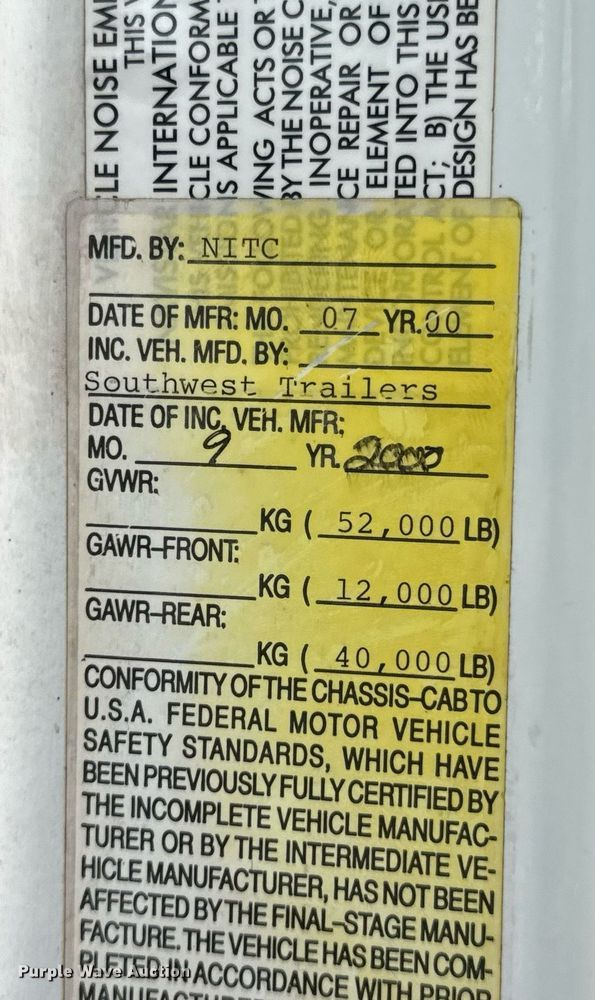 LE NOISE EMI
THIS
INTERNATION
CLE CONFORM
S APPLICABLE
ING ACTS OR
BY THE NOISE C
INOPERATIVE,
CE REPAIR OR
ELEMENT OF
TED INTO THIS
CT; B) THE US
DESIGN HAS BE
MFD. BY: NITC
DATE OF MFR: MO. 07 YR. 00
INC. VEH. MFD. BY:
Southwest Trailers
DATE OF INC. VEH. MFR:
MO. 9 YR. 2000
GVWR:
KG ( 52,000 LB)
GAWR-FRONT:
KG ( 12,000 LB)
GAWR-REAR:
KG ( 40,000 LB)
CONFORMITY OF THE CHASSIS-CAB TO
U.S.A. FEDERAL MOTOR VEHICLE
SAFETY STANDARDS, WHICH HAVE
BEEN PREVIOUSLY FULLY CERTIFIED BY
THE INCOMPLETE VEHICLE MANUFAC-
TURER OR BY THE INTERMEDIATE VE-
HICLE MANUFACTURER, HAS NOT BEEN
AFFECTED BY THE FINAL-STAGE MANU-
FACTURE. THE VEHICLE HAS BEEN COM-
PLETED IN ACCORDANCE WITH PRIOR
MANUFACTURER
Purple Wave Auction